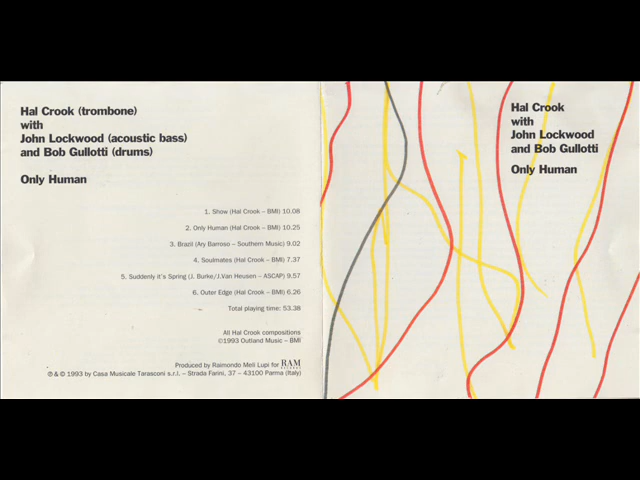 Hal Crook (trombone)
with
John Lockwood (acoustic bass)
and Bob Gullotti (drums)
Only Human
1. Show (Hal Crook – BMI) 10.08
2. Only Human (Hal Crook – BMI) 10.25
3. Brazil (Ary Barroso – Southern Music) 9.02
4. Soulmates (Hal Crook – BMI) 7.37
5. Suddenly it's Spring (J. Burke/J.Van Heusen – ASCAP) 9.57
6. Outer Edge (Hal Crook – BMI) 6.26
Total playing time: 53.38
All Hal Crook compositions
©1993 Outland Music – BMI
Produced by Raimondo Meli Lupi for RAM
RECORDS
℗ & © 1993 by Casa Musicale Tarasconi s.r.l. – Strada Farini, 37 – 43100 Parma (Italy)
Hal Crook
with
John Lockwood
and Bob Gullotti
Only Human